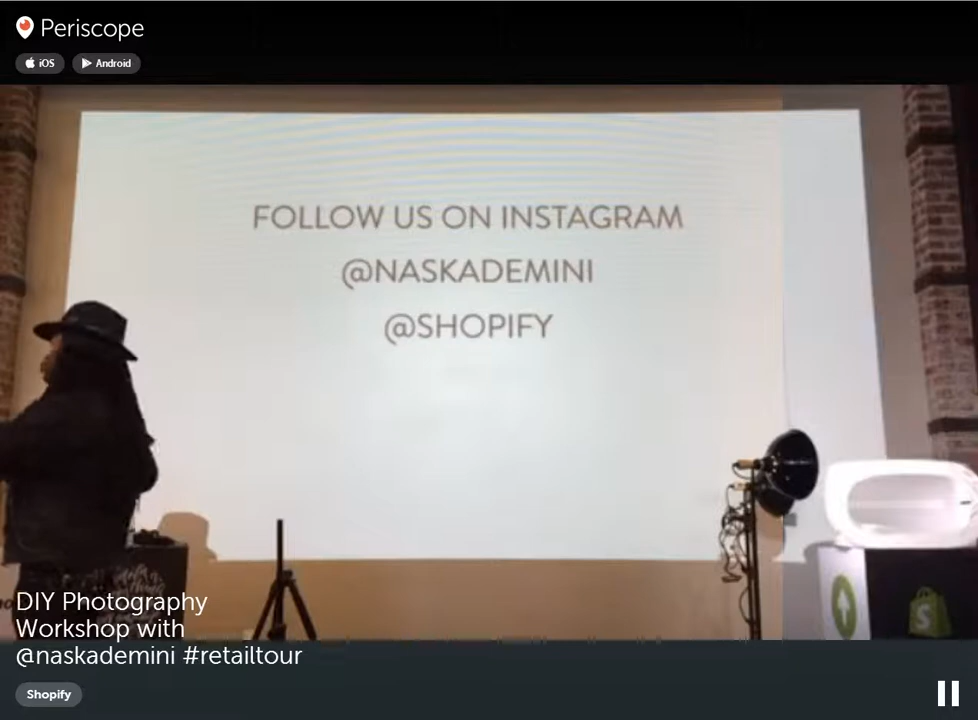 Periscope
iOS
Android
FOLLOW US ON INSTAGRAM
@NASKADEMINI
@SHOPIFY
DIY Photography
Workshop with
@naskademini #retailtour
Shopify